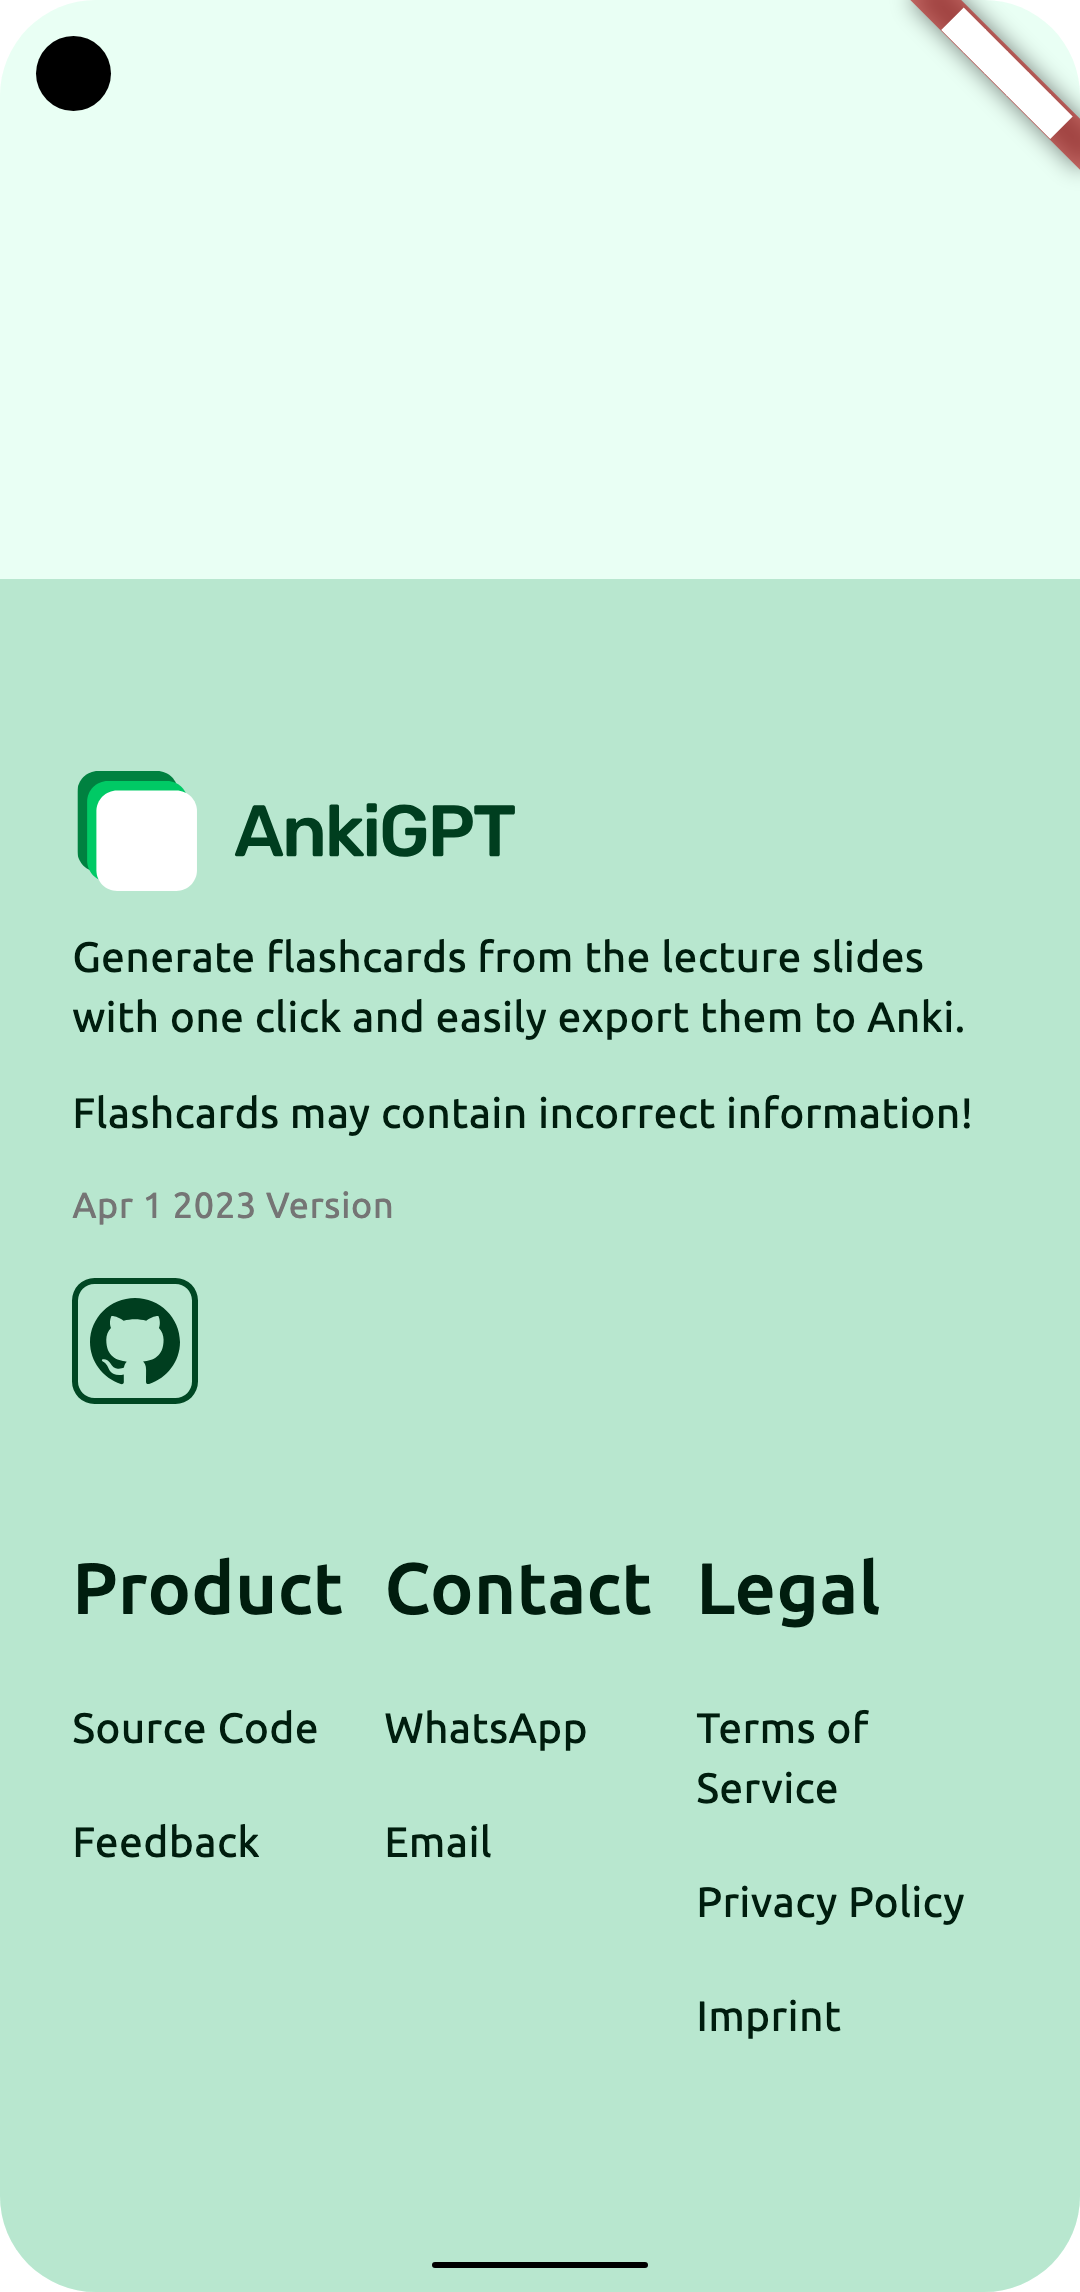 AnkiGPT
Generate flashcards from the lecture slides
with one click and easily export them to Anki.
Flashcards may contain incorrect information!
Apr 1 2023 Version
Product
Source Code
Feedback
Contact
WhatsApp
Email
Legal
Terms of
Service
Privacy Policy
Imprint